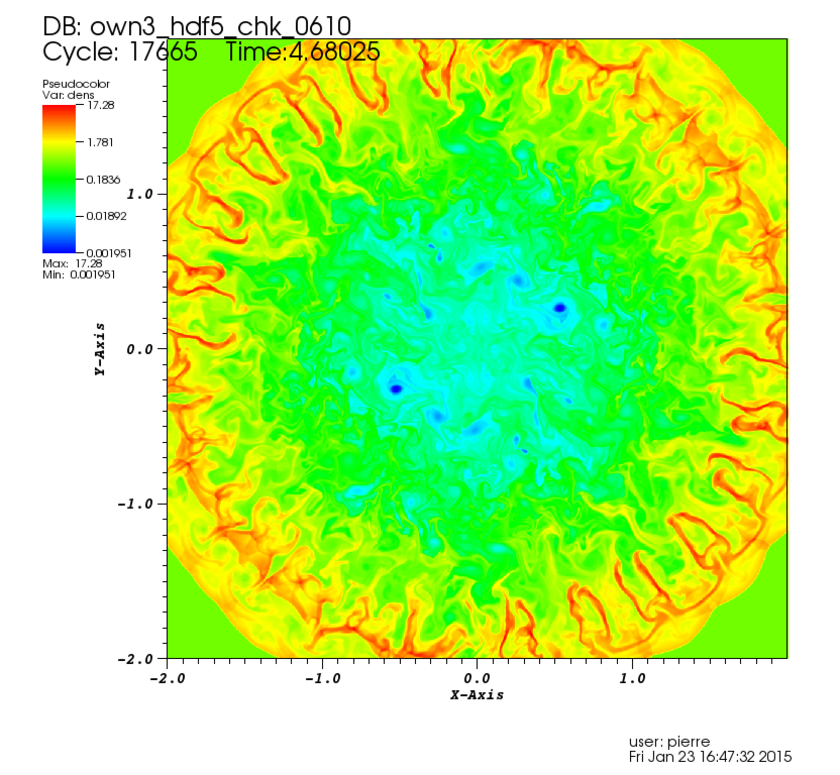 DB: own3_hdf5_chk_0610
Cycle: 17665 Time:4.68025
Pseudocolor
Var: dens
17.28
1.781
0.1836
0.01892
0.001951
Max: 17.28
Min: 0.001951
1.0
0.0
-1.0
-2.0
Y-Axis
-2.0 -1.0 0.0 1.0
X-Axis
user: pierre
Fri Jan 23 16:47:32 2015